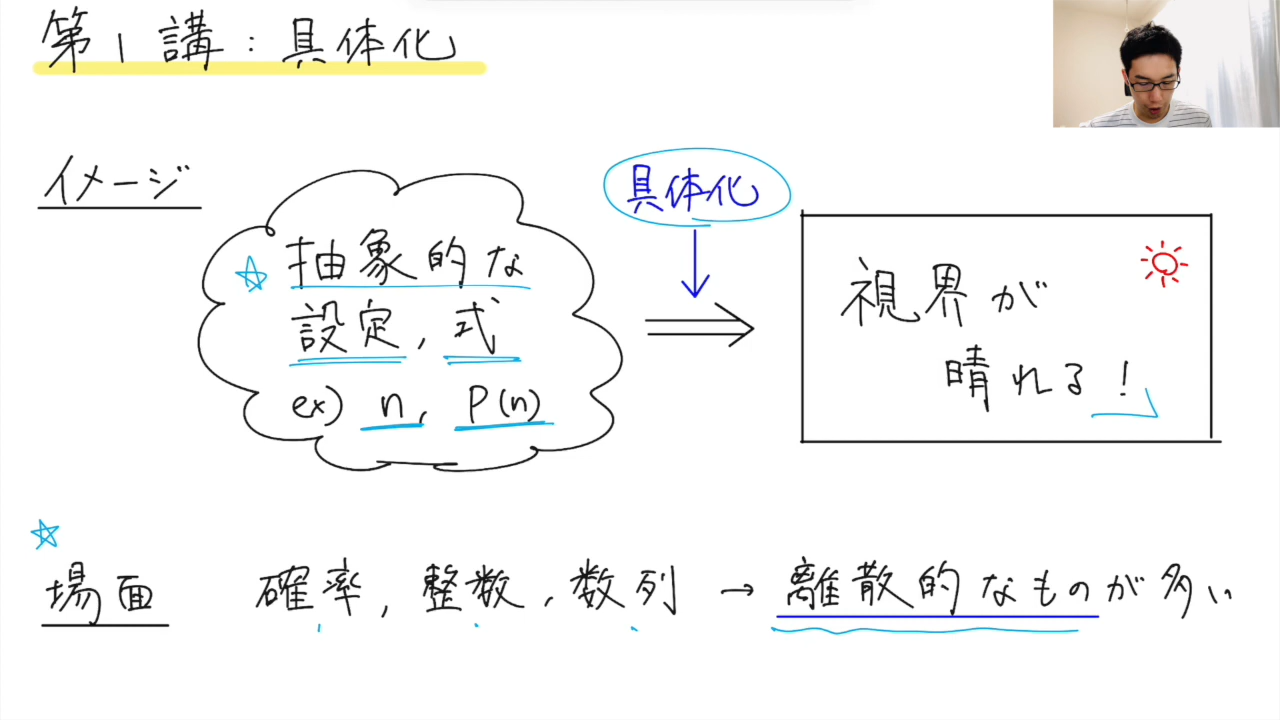 第1講:具体化
イメージ
抽象的な
設定,式
ex) n, P(n)
具体化
視界が
晴れる!
場面 確率,整数,数列 → 離散的なものが多い